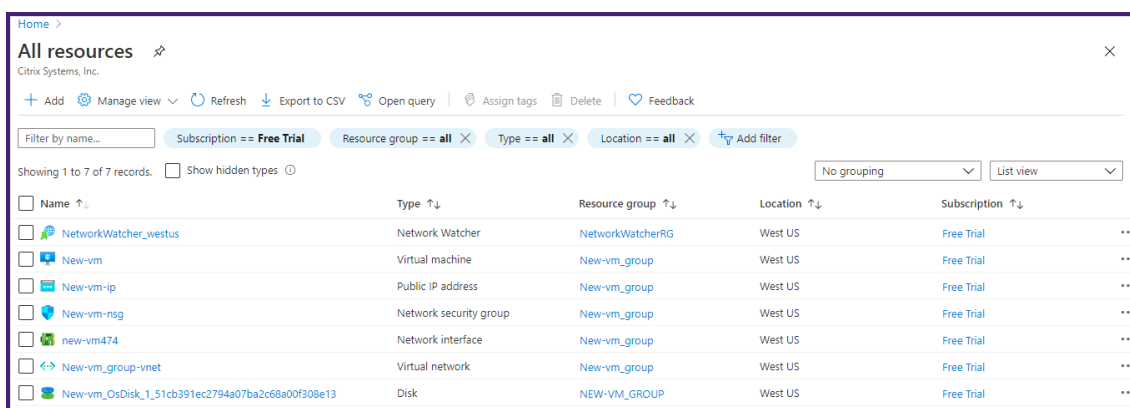 Home >
All resources
Citrix Systems, Inc.
Add Manage view Refresh Export to CSV Open query Assign tags Delete Feedback
Filter by name... Subscription == Free Trial Resource group == all Type == all Location == all Add filter
Showing 1 to 7 of 7 records. Show hidden types No grouping List view
Name Type Resource group Location Subscription
NetworkWatcher_westus Network Watcher NetworkWatcherRG West US Free Trial
New-vm Virtual machine New-vm_group West US Free Trial
New-vm-ip Public IP address New-vm_group West US Free Trial
New-vm-nsg Network security group New-vm_group West US Free Trial
new-vm474 Network interface New-vm_group West US Free Trial
New-vm_group-vnet Virtual network New-vm_group West US Free Trial
New-vm_OsDisk_1_51cb391ec2794a07ba2c68a00f308e13 Disk NEW-VM_GROUP West US Free Trial